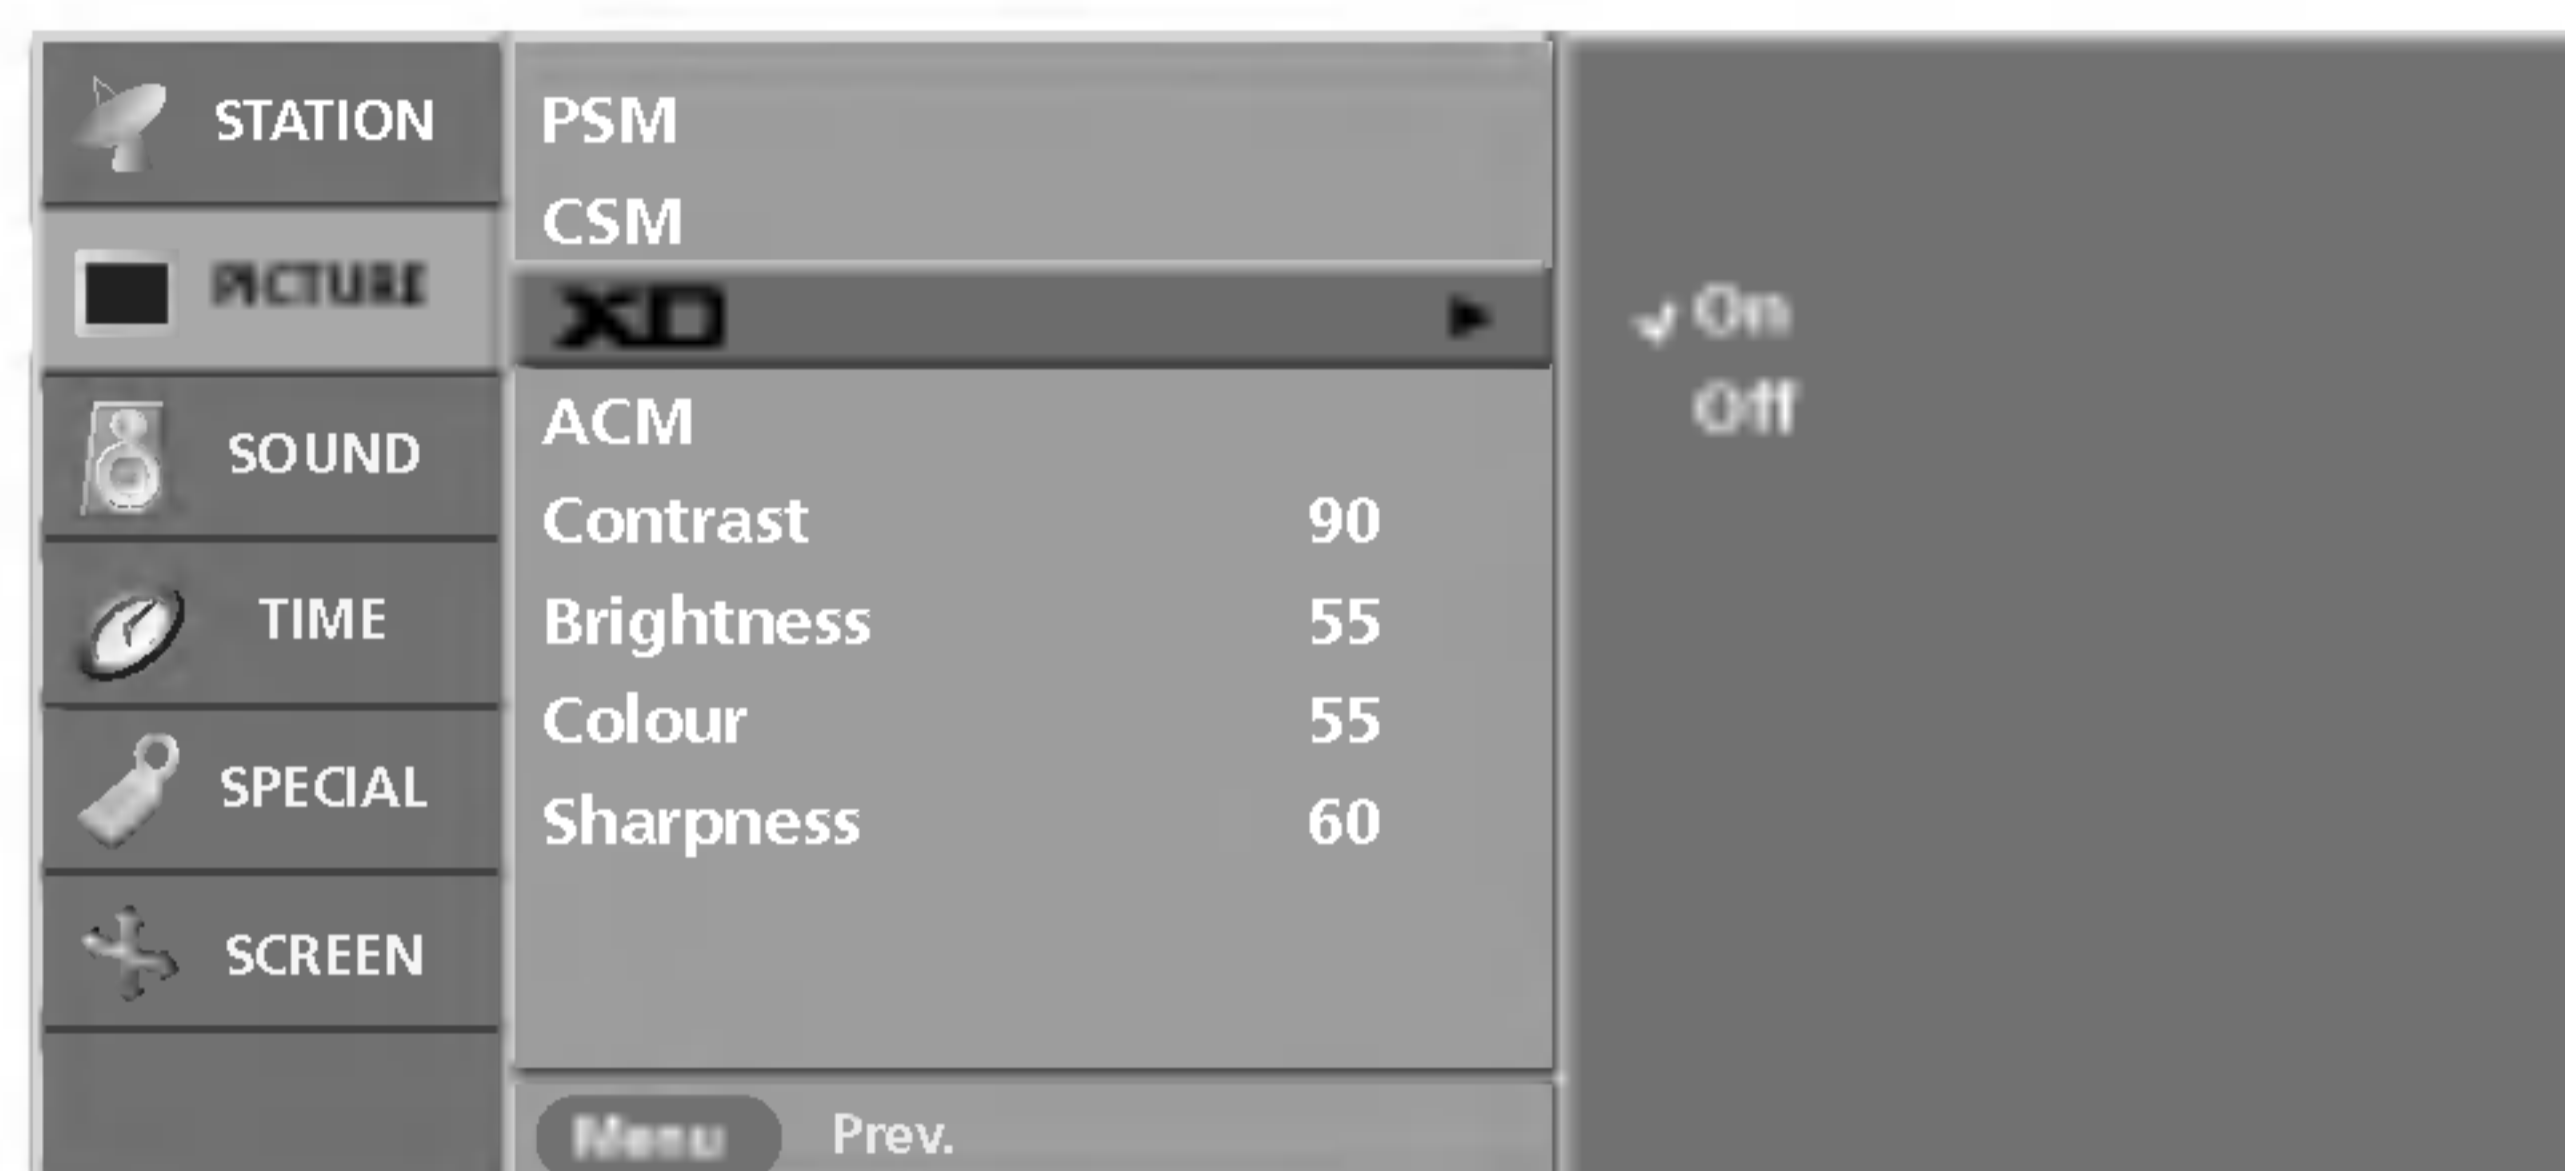 STATION
PICTURE
SOUND
TIME
SPECIAL
SCREEN
PSM
CSM
XD
ACM
Contrast 90
Brightness 55
Colour 55
Sharpness 60
Menu Prev.
On
Off